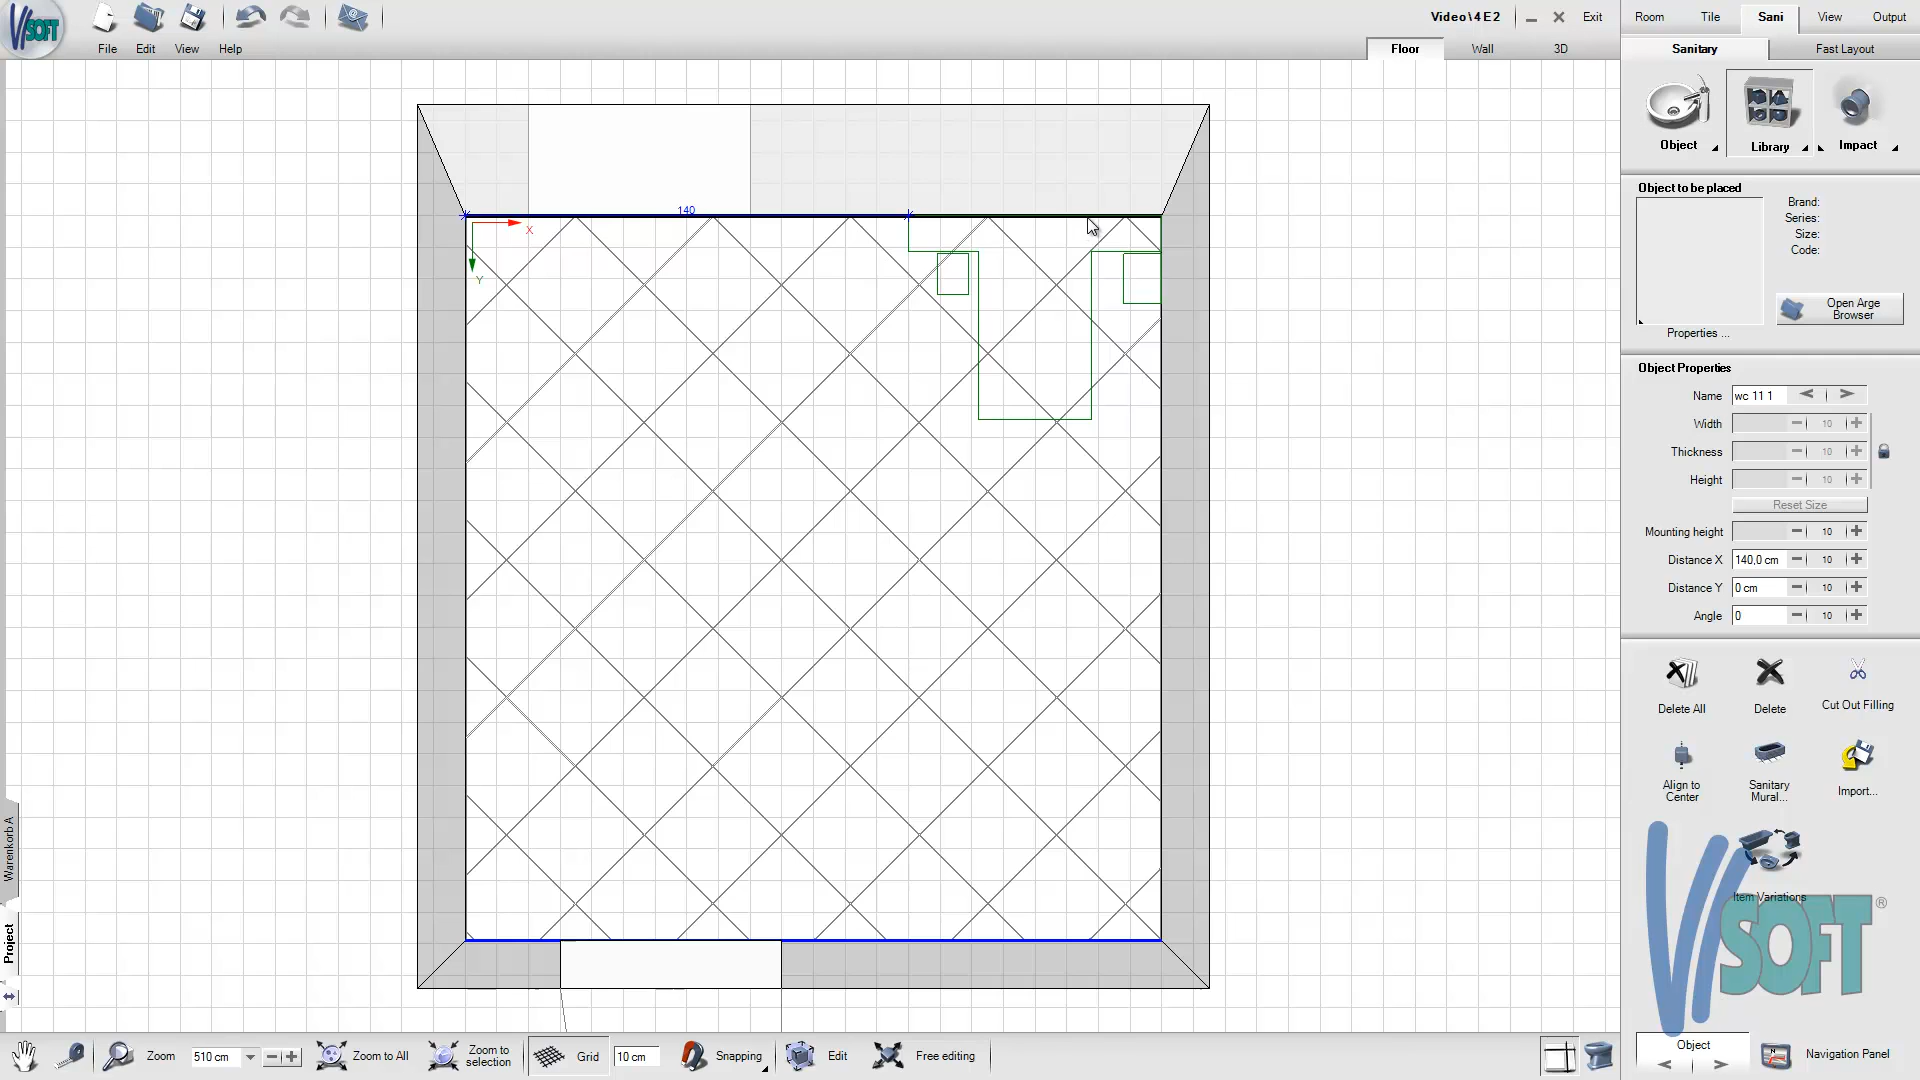 VISOFT
File
Edit
View
Help
Video\4 E2
Exit
Floor
Wall
3D
Room
Tile
Sani
View
Output
Sanitary
Fast Layout
Object
Library
Impact
Object to be placed
Brand:
Series:
Size:
Code:
Open Arge
Browser
Properties ...
Object Properties
Name
wc 11 1
Width
10
Thickness
10
Height
10
Reset Size
Mounting height
10
Distance X
140,0 cm
10
Distance Y
0 cm
10
Angle
0
10
Delete All
Delete
Cut Out Filling
Align to
Center
Sanitary
Mural...
Import...
Item Variations
VISOFT®
Object
Navigation Panel
140
X
Y
Warenkorb A
Project
Zoom
510 cm
Zoom to All
Zoom to
selection
Grid
10 cm
Snapping
Edit
Free editing